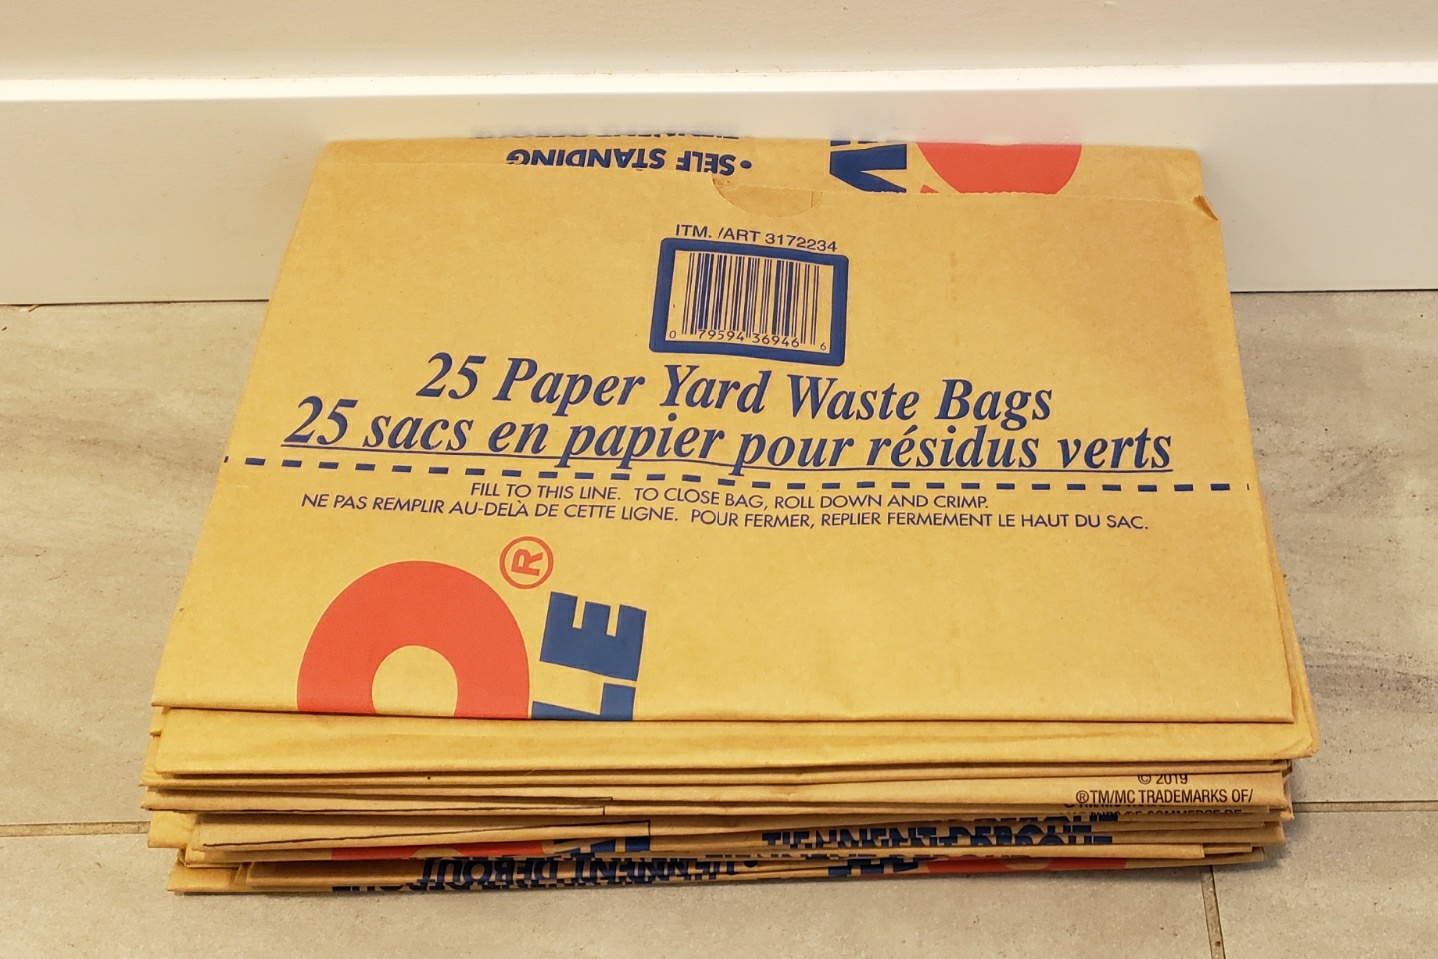 • SELF STANDING
ITM. /ART 3172234
0 79594 36946 6
25 Paper Yard Waste Bags
25 sacs en papier pour résidus verts
FILL TO THIS LINE. TO CLOSE BAG, ROLL DOWN AND CRIMP.
NE PAS REMPLIR AU-DELÀ DE CETTE LIGNE. POUR FERMER, REPLIER FERMEMENT LE HAUT DU SAC.
®
LE
© 2019
®TM/MC TRADEMARKS OF/
TIENNENT DEBOUT